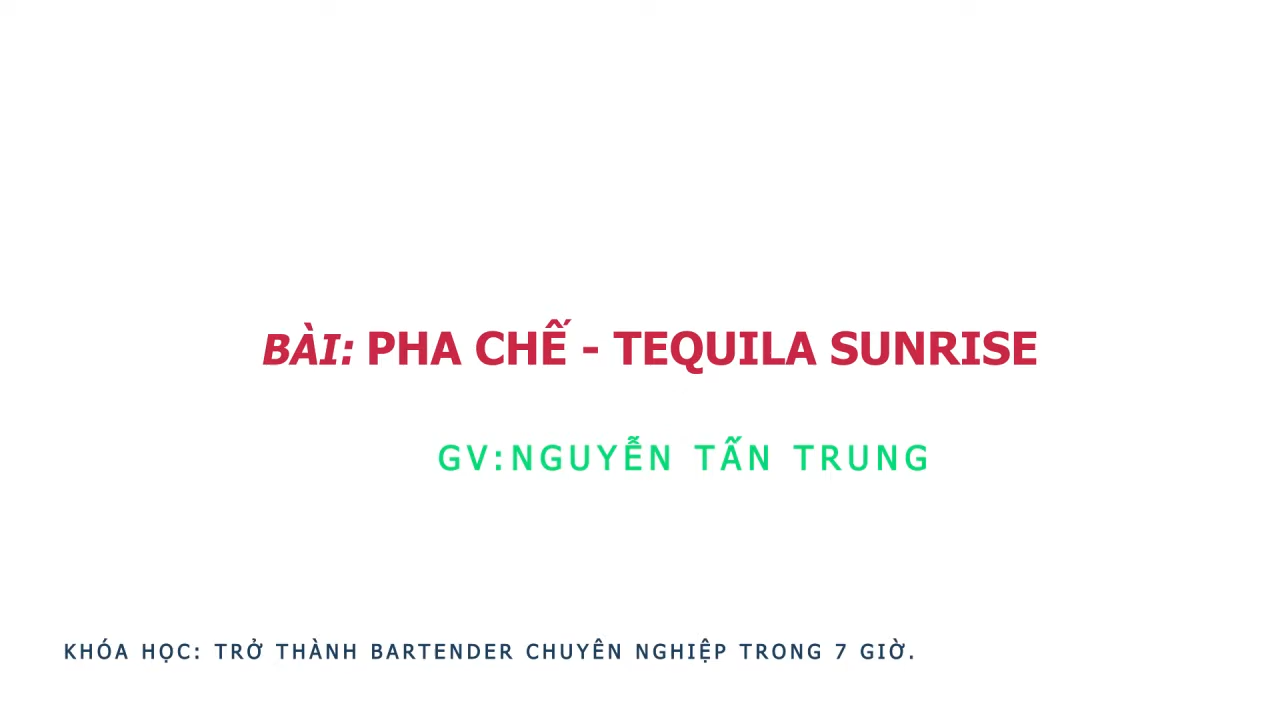 BÀI: PHA CHẾ - TEQUILA SUNRISE
GV:NGUYỄN TẤN TRUNG
KHÓA HỌC: TRỞ THÀNH BARTENDER CHUYÊN NGHIỆP TRONG 7 GIỜ.